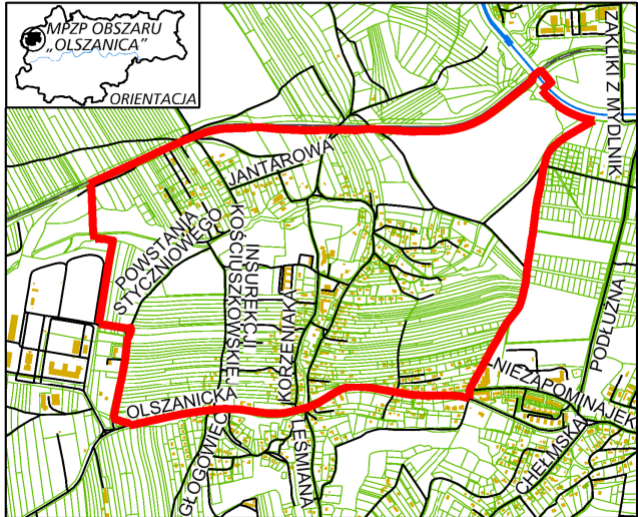 MPZP OBSZARU
„OLSZANICA”
ORIENTACJA
ZAKLIKI Z MYDLNIK
JANTAROWA
POWSTANIA
STYCZNIOWEGO
INSUREKCJI
KOŚCIUSZKOWSKIEJ
KORZENIAKA
PODŁUŻNA
NIEZAPOMINAJEK
OLSZANICKA
GŁOGOWIEC
LEŚMIANA
CHEŁMSKA